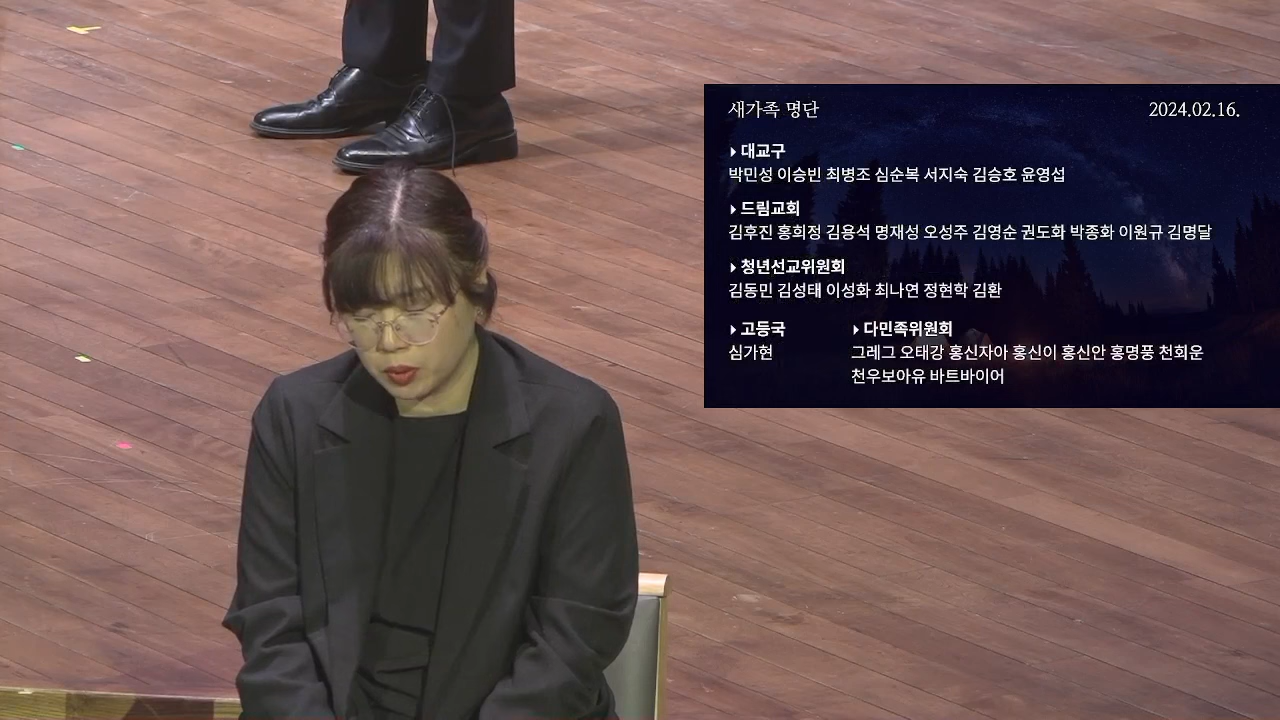 새가족 명단 2024.02.16.
대교구
박민성 이승빈 최병조 심순복 서지숙 김승호 윤영섭
드림교회
김후진 홍희정 김용석 명재성 오성주 김영순 권도화 박종화 이원규 김명달
청년선교위원회
김동민 김성태 이성화 최나연 정현학 김환
고등국 다민족위원회
심가현 그레그 오태강 홍신자아 홍신이 홍신안 홍명풍 천회운
천우보아유 바트바이어